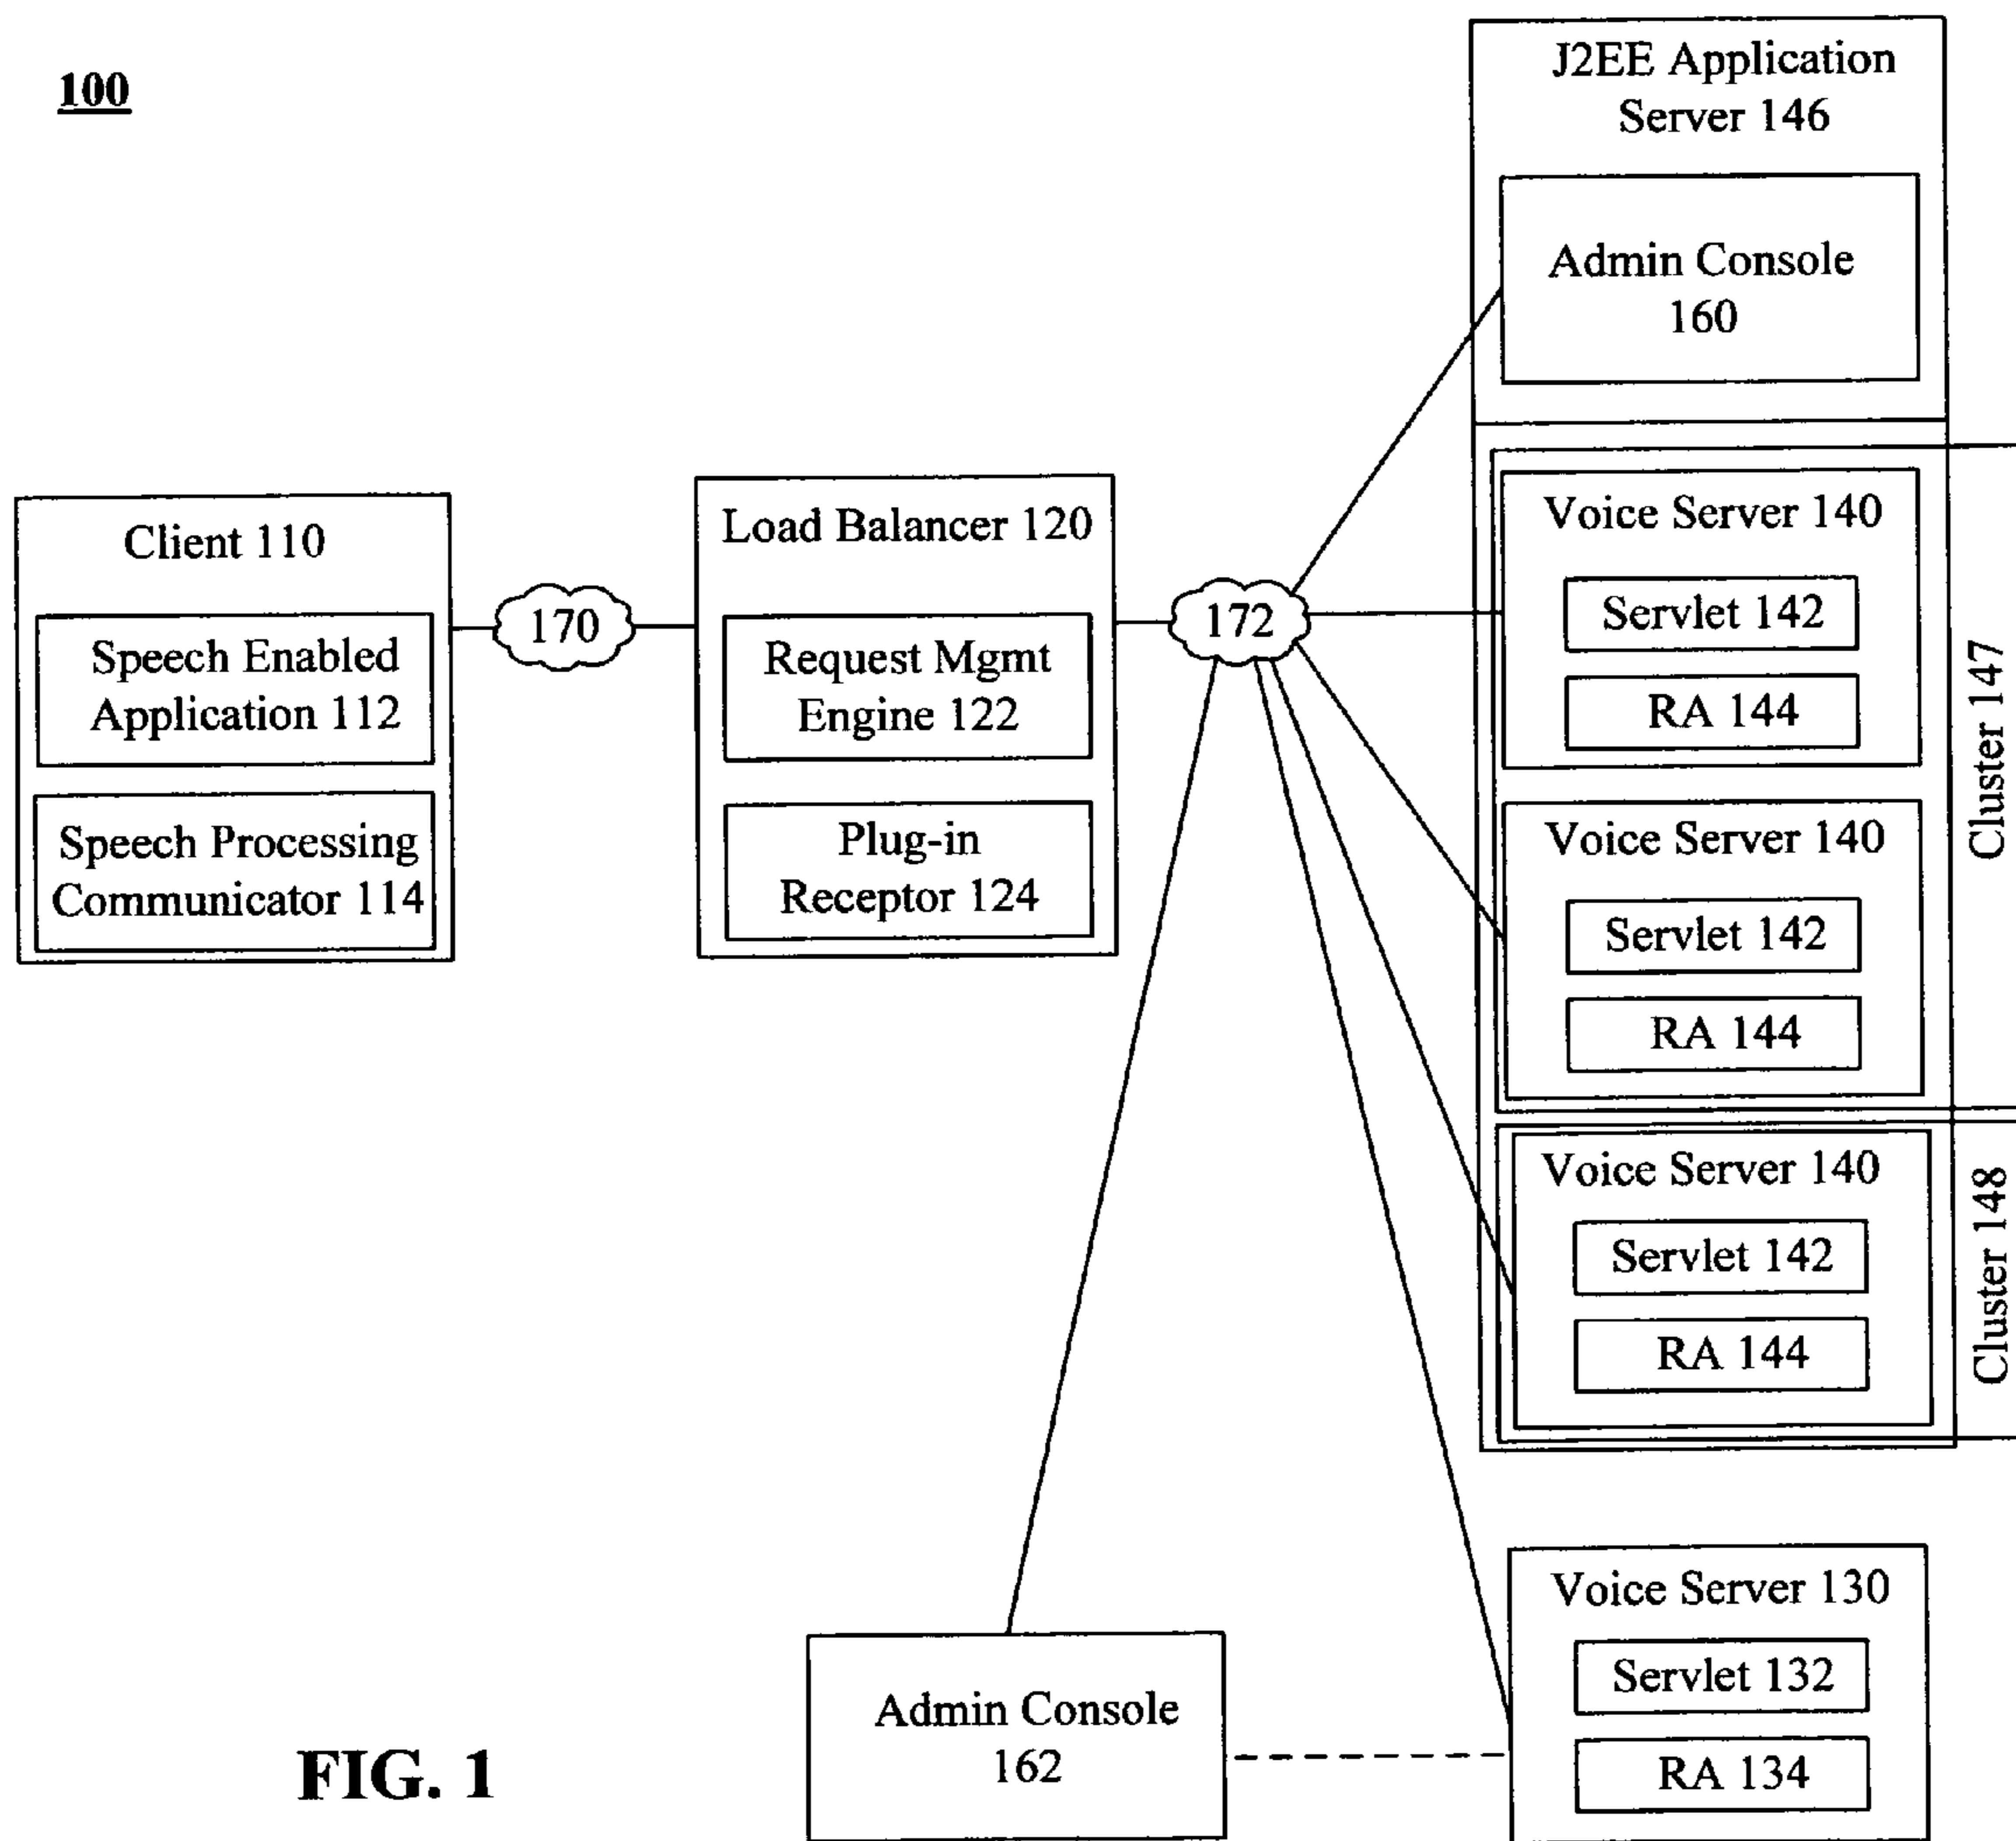 100
J2EE Application
Server 146
Admin Console
160
Client 110
Speech Enabled
Application 112
Speech Processing
Communicator 114
170
Load Balancer 120
Request Mgmt
Engine 122
Plug-in
Receptor 124
172
Voice Server 140
Servlet 142
RA 144
Voice Server 140
Servlet 142
RA 144
Cluster 147
Voice Server 140
Servlet 142
RA 144
Cluster 148
Admin Console
162
Voice Server 130
Servlet 132
RA 134
FIG. 1